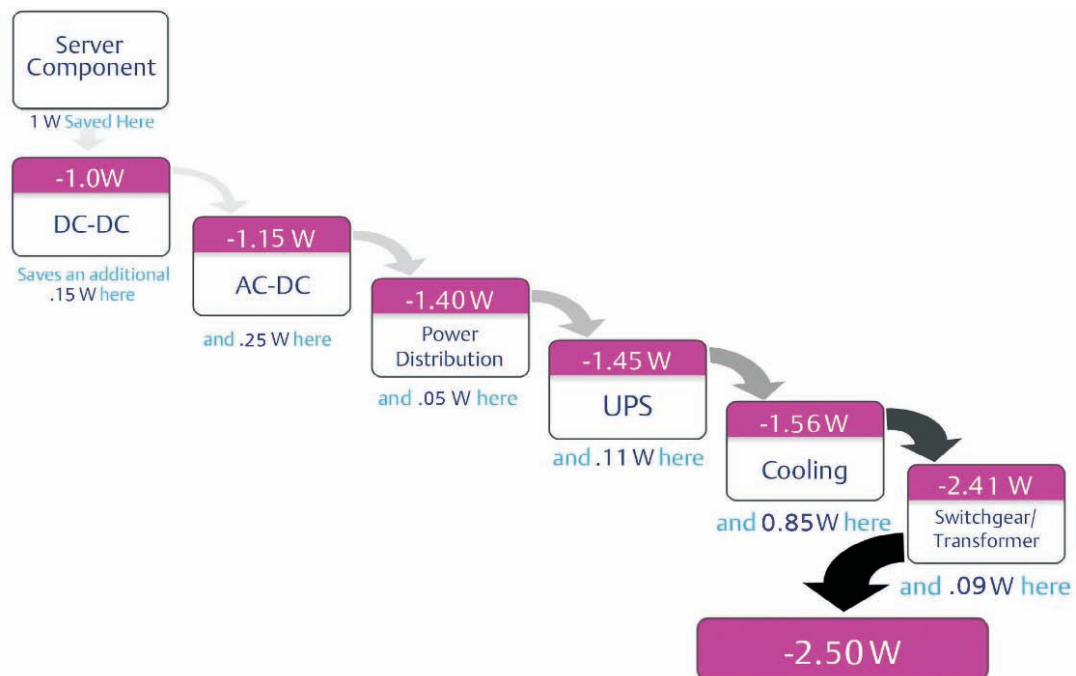 Server
Component
1 W Saved Here
-1.0W
DC-DC
Saves an additional
.15 W here
-1.15 W
AC-DC
and .25 W here
-1.40 W
Power
Distribution
and .05 W here
-1.45 W
UPS
and .11 W here
-1.56 W
Cooling
and 0.85W here
-2.41 W
Switchgear/
Transformer
and .09 W here
-2.50 W